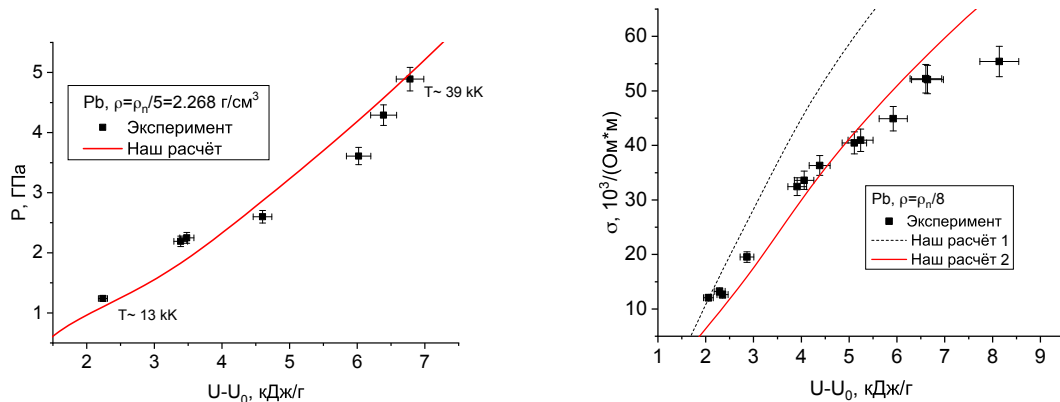 5
4
3
2
1
P, ГПа
Pb, ρ=ρn/5=2.268 г/см³
Эксперимент
Наш расчёт
T~ 39 kK
T~ 13 kK
2 3 4 5 6 7
U-U₀, кДж/г
60
50
40
30
20
10
σ, 10³/(Ом*м)
Pb, ρ=ρn/8
Эксперимент
Наш расчёт 1
Наш расчёт 2
1 2 3 4 5 6 7 8 9
U-U₀, кДж/г